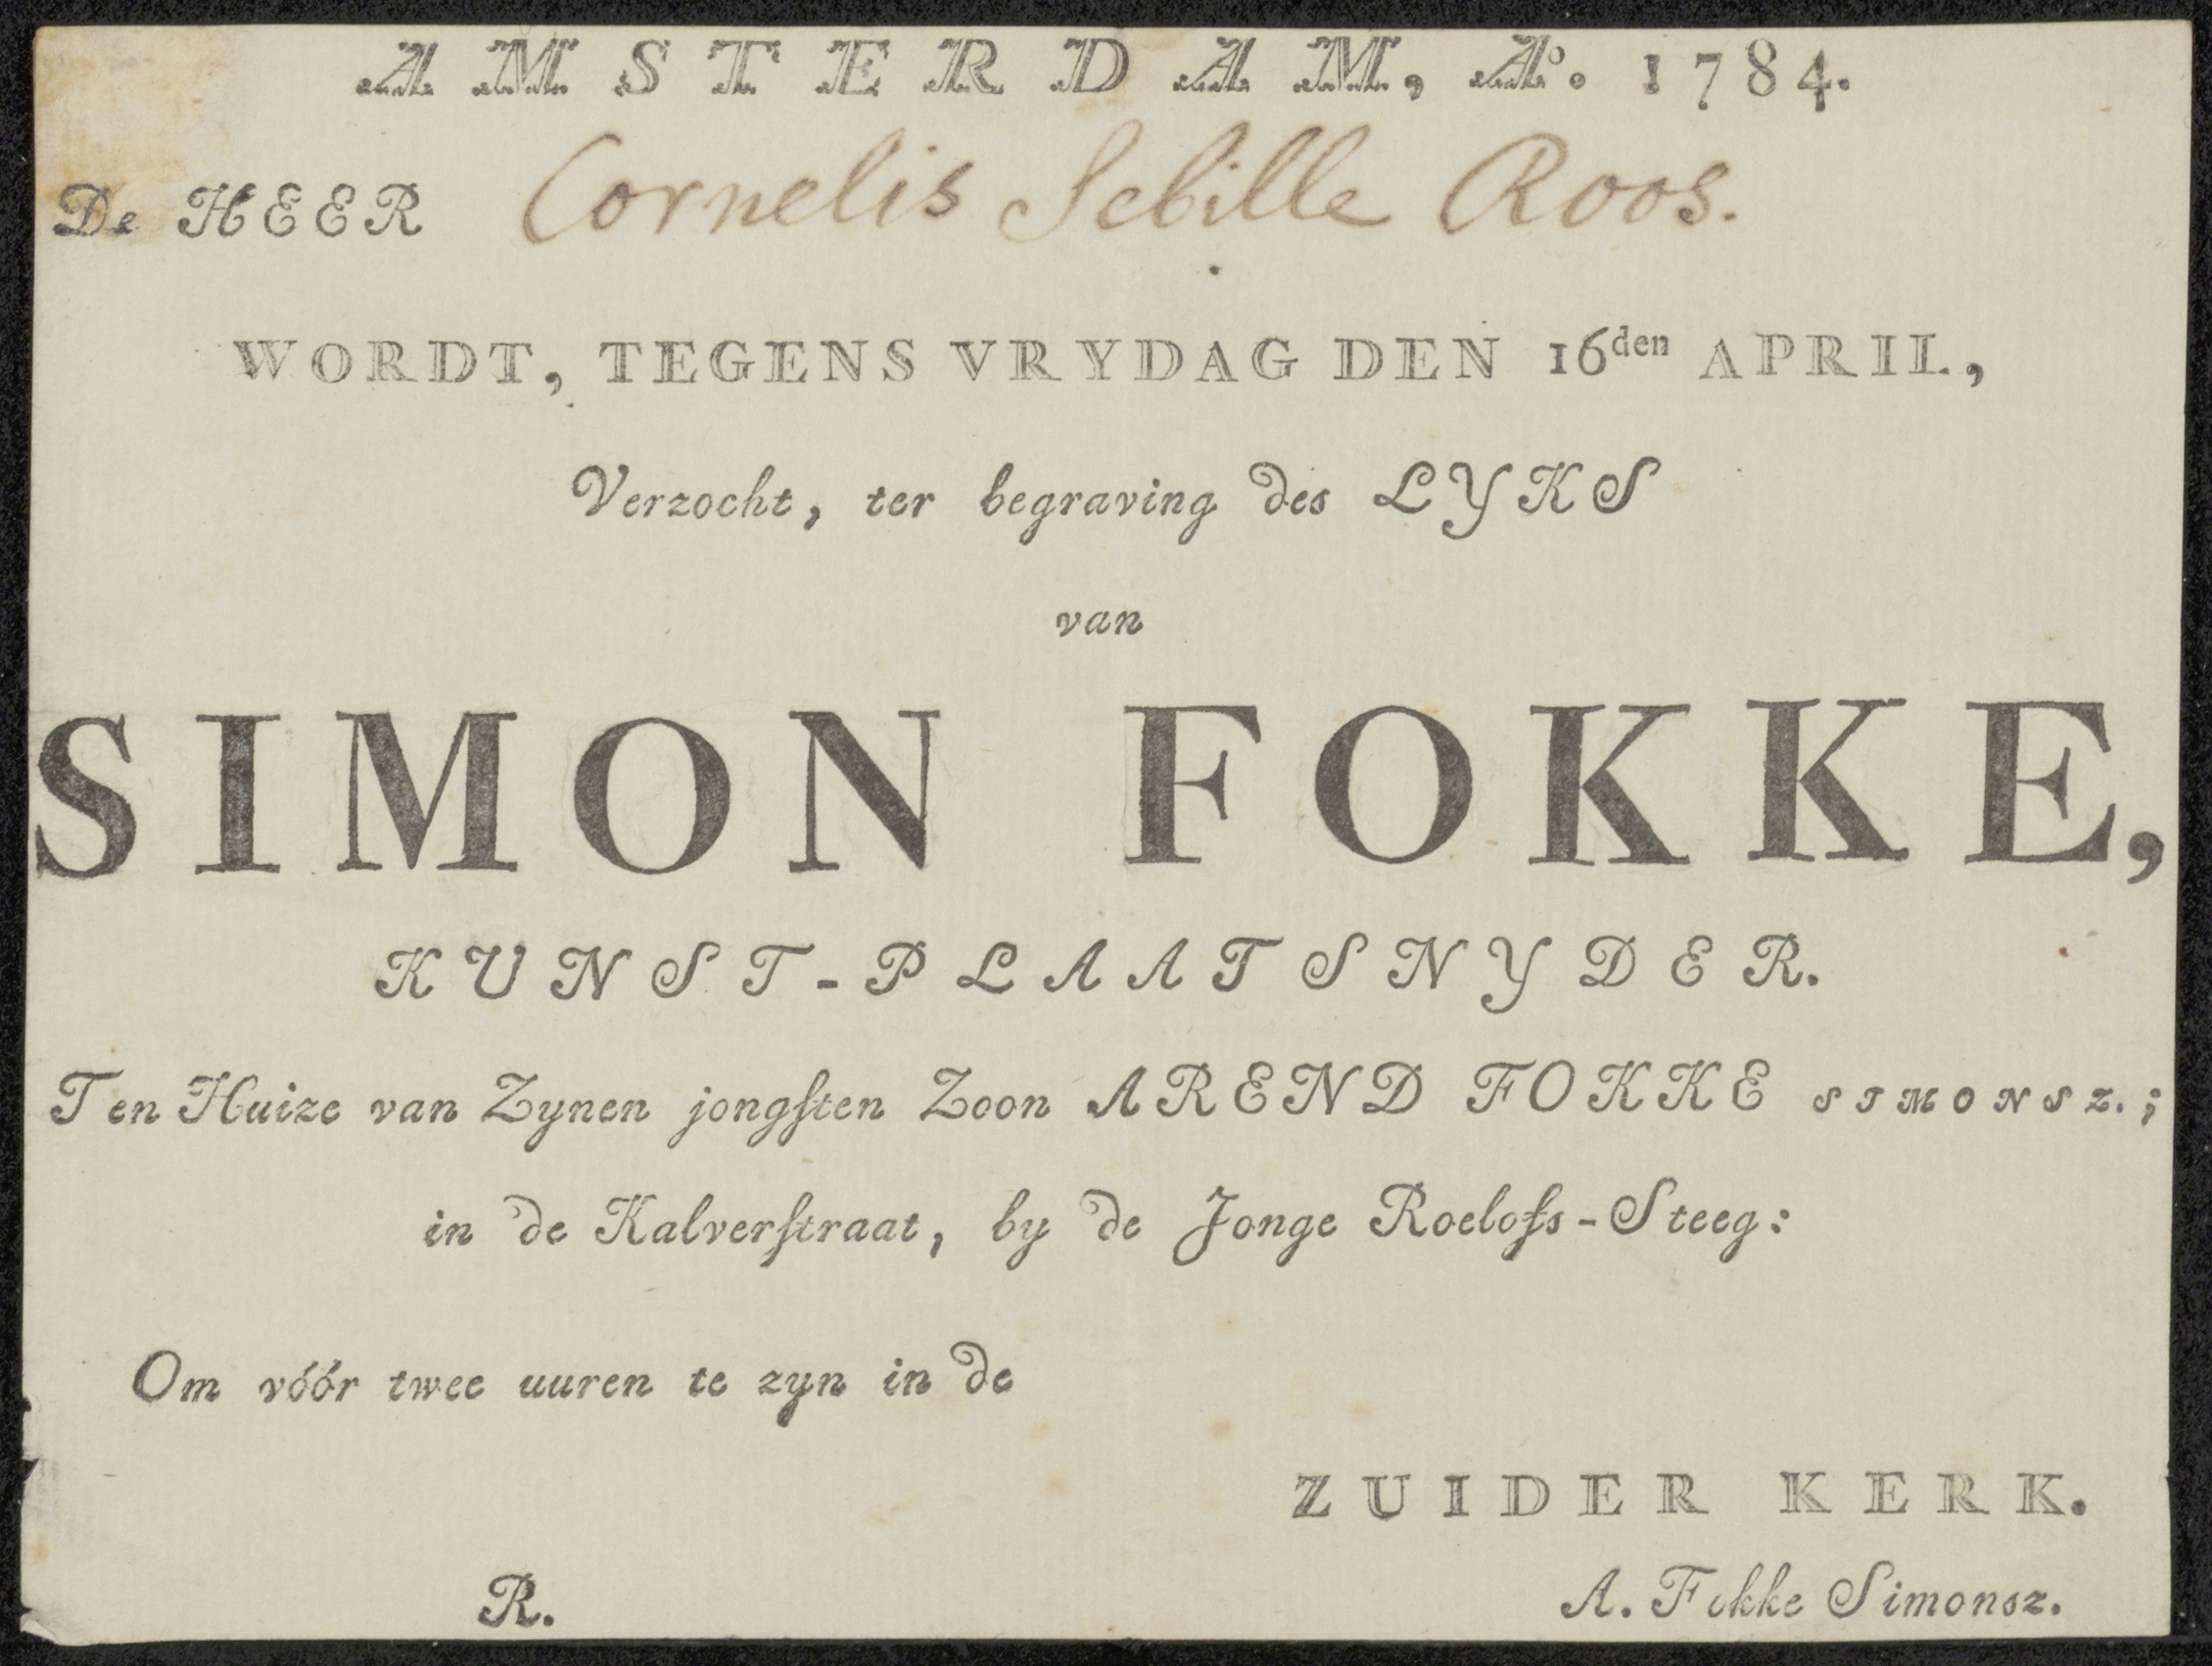 AMSTERDAM, Aº. 1784.
De HEER Cornelis Sebille Roos.
WORDT, TEGENS VRYDAG DEN 16den APRIL,
Verzocht, ter begraving des LYKS
van
SIMON FOKKE,
KUNST-PLAATSNYDER.
Ten Huize van Zynen jongsten Zoon AREND FOKKE SIMONSZ.;
in de Kalverstraat, by de Jonge Roelofs-Steeg:
Om vóór twee uuren te zyn in de
ZUIDER KERK.
R. A. Fokke Simonsz.